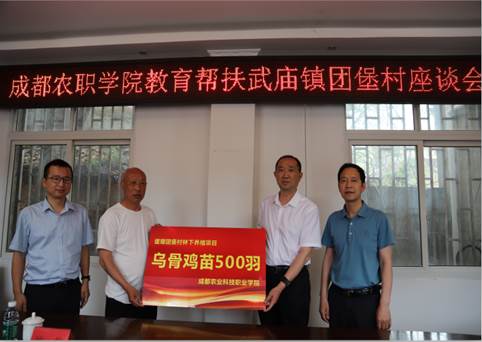 成都农职学院教育帮扶武庙镇团堡村座谈会
援赠团堡村林下养殖项目
乌骨鸡苗500羽
成都农业科技职业学院